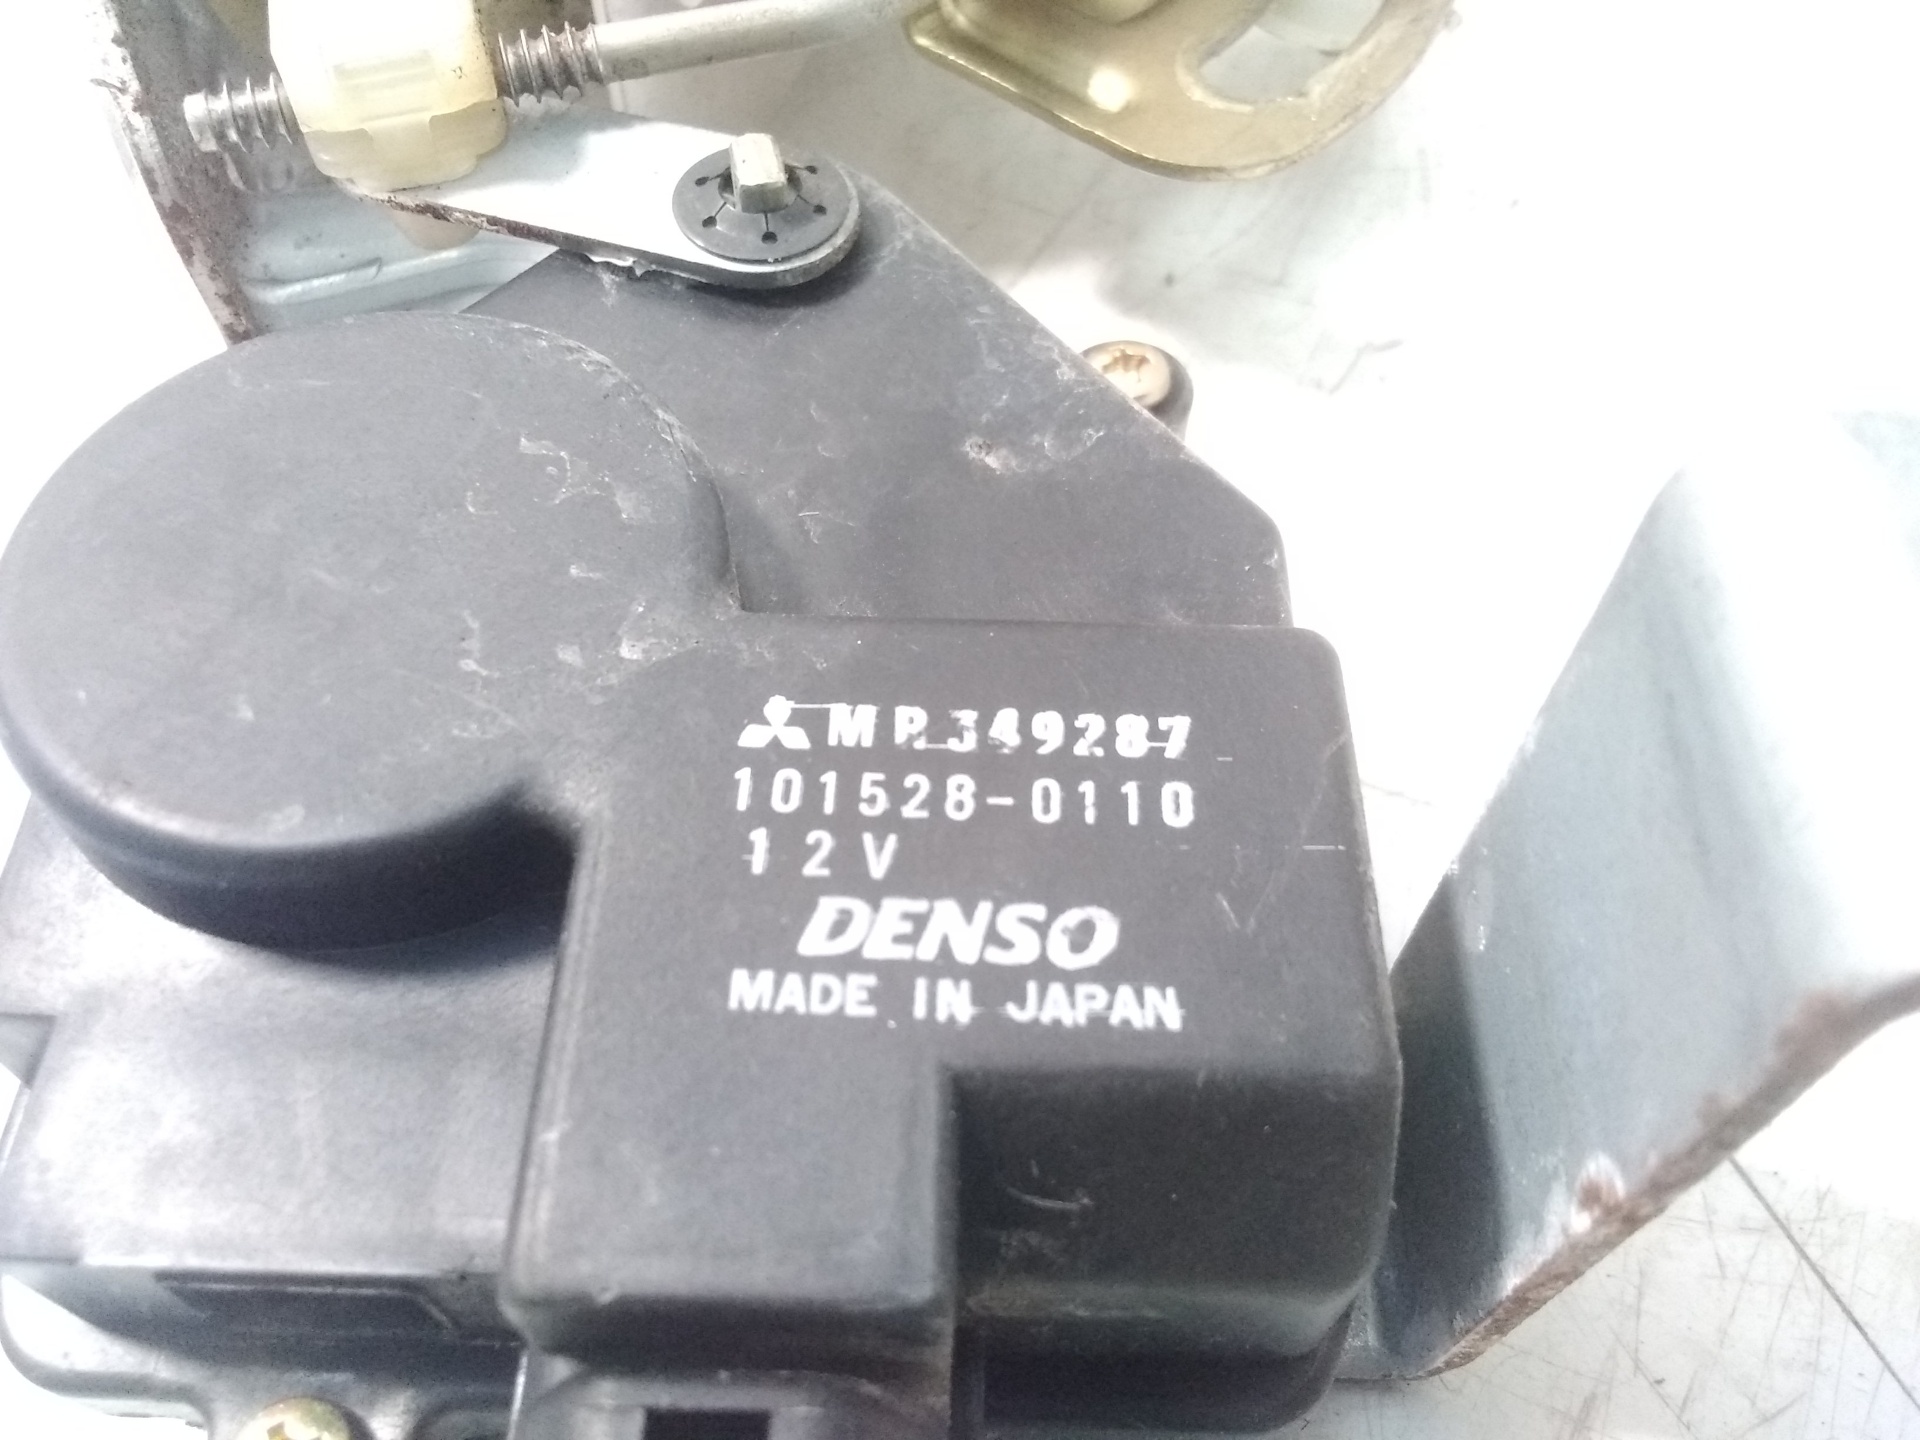 MR349287
101528-0110
12V
DENSO
MADE IN JAPAN